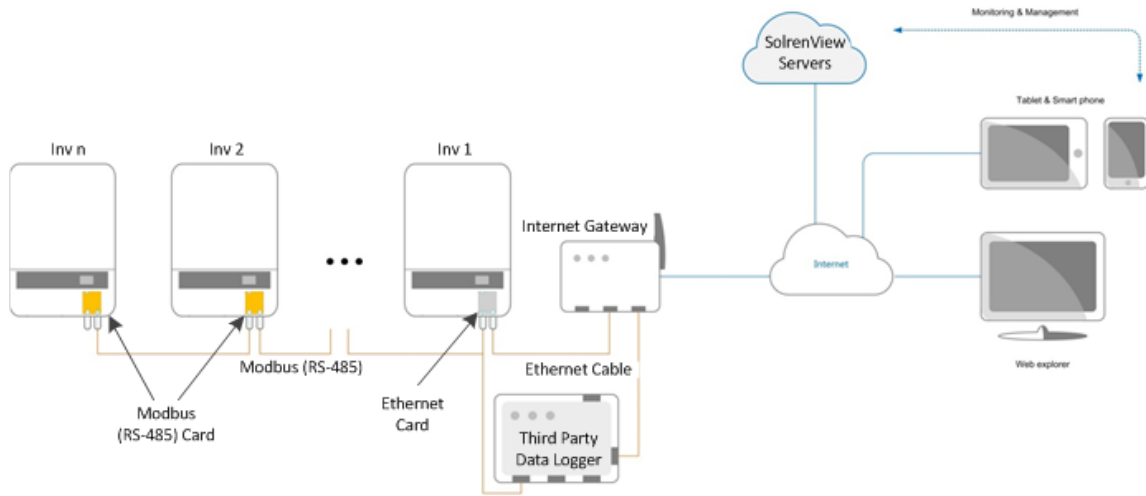 Monitoring & Management
SolrenView
Servers
Tablet & Smart phone
Inv n
Inv 2
Inv 1
Internet Gateway
Internet
Modbus (RS-485)
Ethernet Cable
Web explorer
Modbus
(RS-485) Card
Ethernet
Card
Third Party
Data Logger